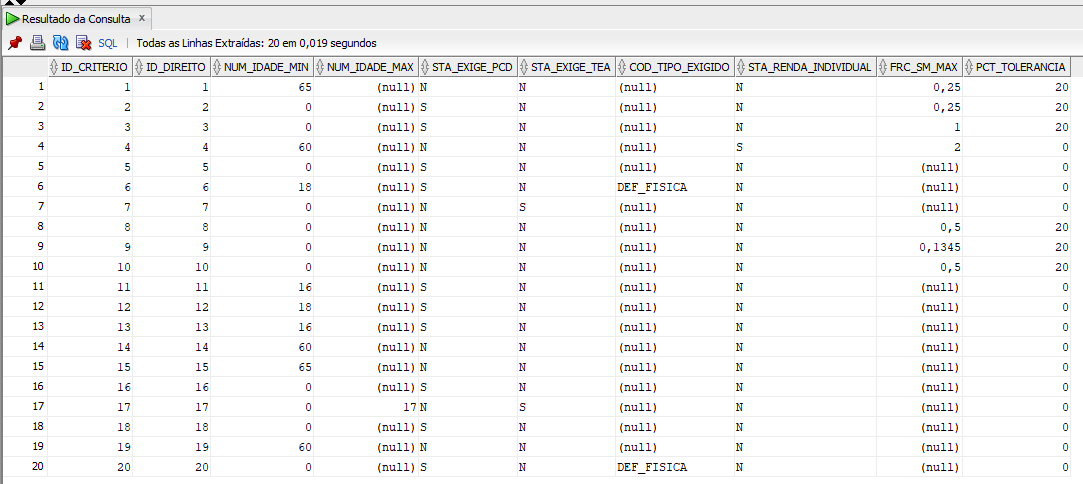 Resultado da Consulta x
SQL | Todas as Linhas Extraídas: 20 em 0,019 segundos
ID_CRITERIO ID_DIREITO NUM_IDADE_MIN NUM_IDADE_MAX STA_EXIGE_PCD STA_EXIGE_TEA COD_TIPO_EXIGIDO STA_RENDA_INDIVIDUAL FRC_SM_MAX PCT_TOLERANCIA
1 1 1 65 (null) N N (null) N 0,25 20
2 2 2 0 (null) S N (null) N 0,25 20
3 3 3 0 (null) S N (null) N 1 20
4 4 4 60 (null) N N (null) S 2 0
5 5 5 0 (null) S N (null) N (null) 0
6 6 6 18 (null) S N DEF_FISICA N (null) 0
7 7 7 0 (null) N S (null) N (null) 0
8 8 8 0 (null) N N (null) N 0,5 20
9 9 9 0 (null) N N (null) N 0,1345 20
10 10 10 0 (null) N N (null) N 0,5 20
11 11 11 16 (null) S N (null) N (null) 0
12 12 12 18 (null) S N (null) N (null) 0
13 13 13 16 (null) S N (null) N (null) 0
14 14 14 60 (null) N N (null) N (null) 0
15 15 15 65 (null) N N (null) N (null) 0
16 16 16 0 (null) S N (null) N (null) 0
17 17 17 0 17 N S (null) N (null) 0
18 18 18 0 (null) S N (null) N (null) 0
19 19 19 60 (null) N N (null) N (null) 0
20 20 20 0 (null) S N DEF_FISICA N (null) 0